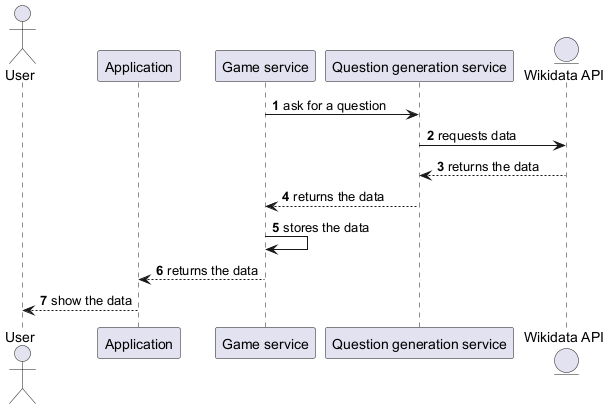 User
Application
Game service
Question generation service
Wikidata API
1 ask for a question
2 requests data
3 returns the data
4 returns the data
5 stores the data
6 returns the data
7 show the data
User
Application
Game service
Question generation service
Wikidata API